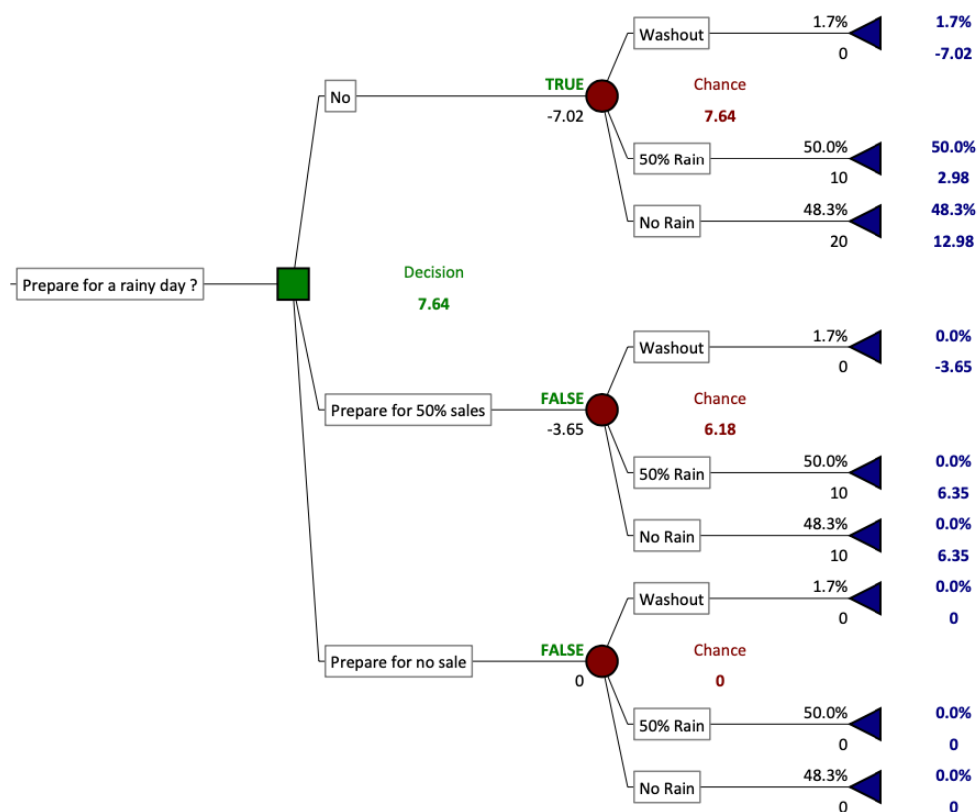 1.7%
1.7%
Washout
0
-7.02
TRUE
Chance
No
-7.02
7.64
50.0%
50.0%
50% Rain
10
2.98
48.3%
48.3%
No Rain
20
12.98
Decision
Prepare for a rainy day ?
7.64
1.7%
0.0%
Washout
0
-3.65
FALSE
Chance
Prepare for 50% sales
-3.65
6.18
50.0%
0.0%
50% Rain
10
6.35
48.3%
0.0%
No Rain
10
6.35
1.7%
0.0%
Washout
0
0
FALSE
Chance
Prepare for no sale
0
0
50.0%
0.0%
50% Rain
0
0
48.3%
0.0%
No Rain
0
0